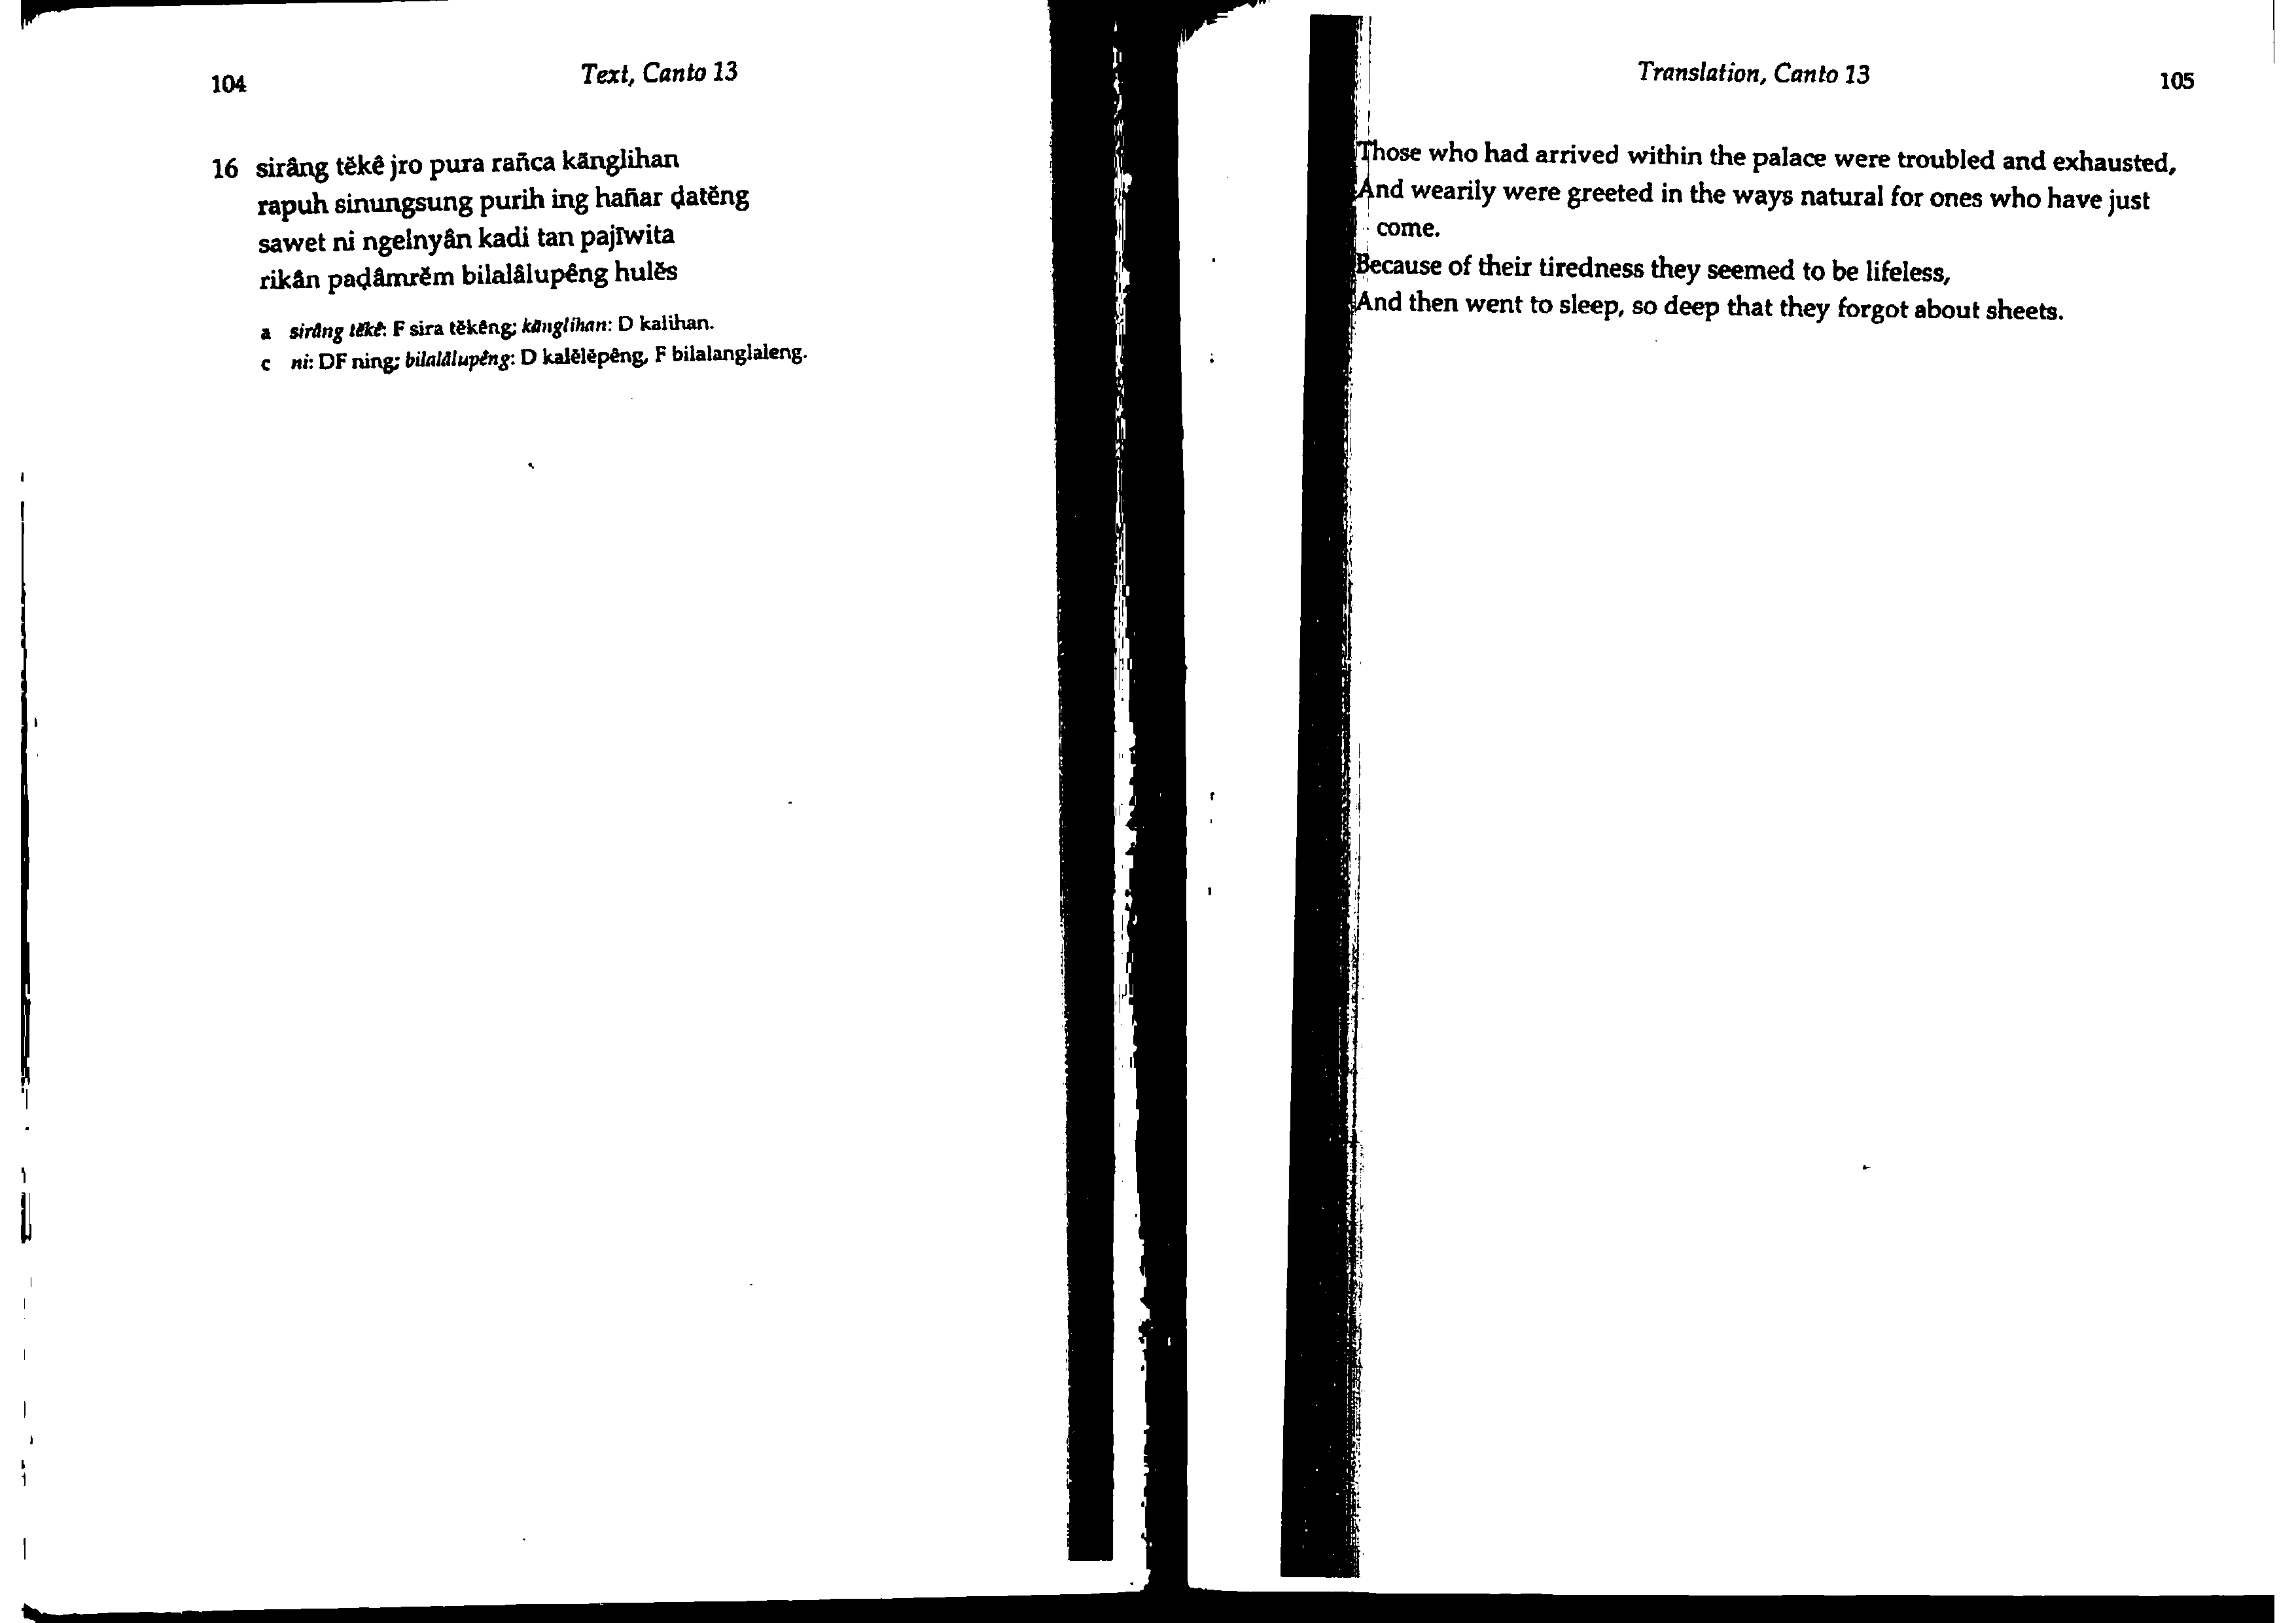 104
Text, Canto 13
16 sirâng tĕkê jro pura rañca kānglihan
rapuh sinungsung purih ing hañar ḍatĕng
sawet ni ngelnyân kadi tan pajīwita
rikân paḍâmrĕm bilalâlupêng hulĕs
a sirâng tĕkê: F sira tĕkêng; kānglihan: D kalihan.
c ni: DF ning; bilalâlupêng: D kalĕlĕpêng, F bilalanglaleng.
Translation, Canto 13
105
Those who had arrived within the palace were troubled and exhausted,
And wearily were greeted in the ways natural for ones who have just
come.
Because of their tiredness they seemed to be lifeless,
And then went to sleep, so deep that they forgot about sheets.